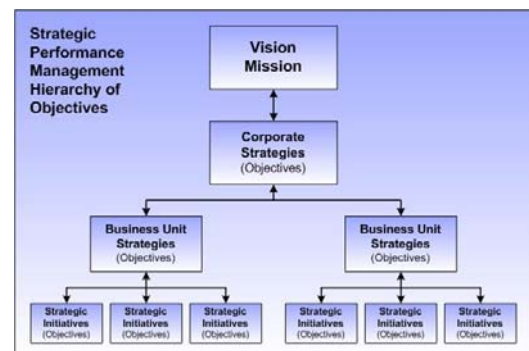 Strategic
Performance
Management
Hierarchy of
Objectives
Vision
Mission
Corporate
Strategies
(Objectives)
Business Unit
Strategies
(Objectives)
Business Unit
Strategies
(Objectives)
Strategic
Initiatives
(Objectives)
Strategic
Initiatives
(Objectives)
Strategic
Initiatives
(Objectives)
Strategic
Initiatives
(Objectives)
Strategic
Initiatives
(Objectives)
Strategic
Initiatives
(Objectives)